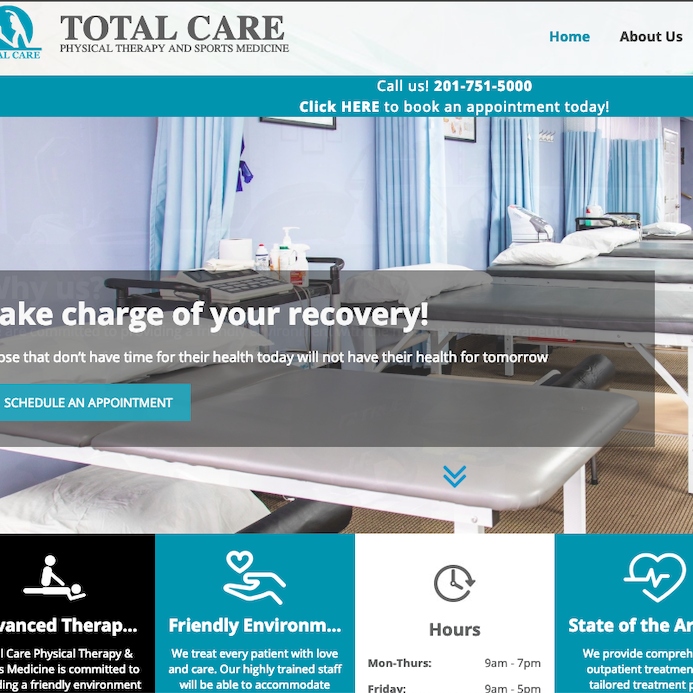 TOTAL CARE
PHYSICAL THERAPY AND SPORTS MEDICINE
AL CARE
Home
About Us
Call us! 201-751-5000
Click HERE to book an appointment today!
Why us?
ake charge of your recovery!
ose that don't have time for their health today will not have their health for tomorrow
SCHEDULE AN APPOINTMENT
vanced Therap...
l Care Physical Therapy &
s Medicine is committed to
ding a friendly environment
Friendly Environm...
We treat every patient with love
and care. Our highly trained staff
will be able to accommodate
Hours
Mon-Thurs: 9am - 7pm
Friday: 9am - 5pm
State of the Ar
We provide compreh
outpatient treatmen
tailored treatment p